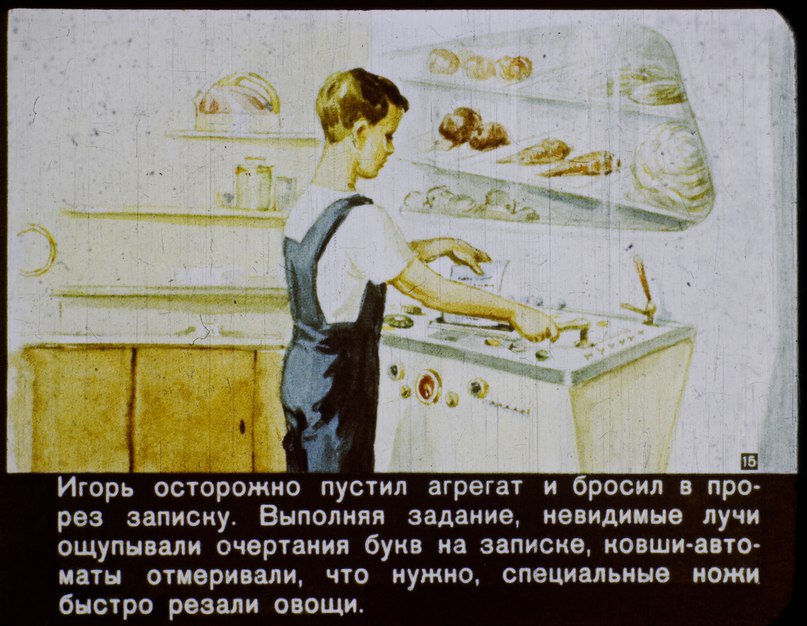 15
Игорь осторожно пустил агрегат и бросил в про-
рез записку. Выполняя задание, невидимые лучи
ощупывали очертания букв на записке, ковши-авто-
маты отмеривали, что нужно, специальные ножи
быстро резали овощи.